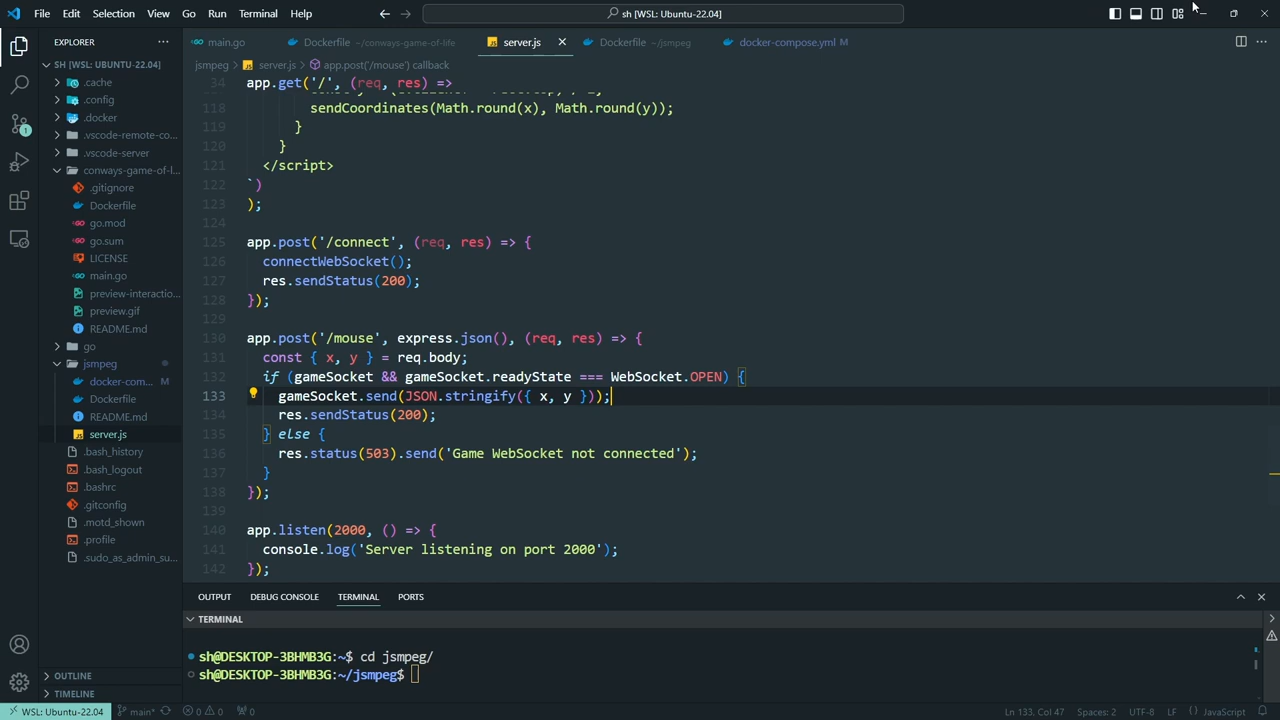 File Edit Selection View Go Run Terminal Help
sh [WSL: Ubuntu-22.04]
EXPLORER
main.go
Dockerfile ~/conways-game-of-life
server.js
Dockerfile ~/jsmpeg
docker-compose.yml M
SH [WSL: UBUNTU-22.04]
.cache
.config
.docker
.vscode-remote-co...
.vscode-server
conways-game-of-l...
.gitignore
Dockerfile
go.mod
go.sum
LICENSE
main.go
preview-interactio...
preview.gif
README.md
go
jsmpeg
docker-com... M
Dockerfile
README.md
server.js
.bash_history
.bash_logout
.bashrc
.gitconfig
.motd_shown
.profile
.sudo_as_admin_su...
OUTLINE
TIMELINE
jsmpeg > server.js > app.post('/mouse') callback
34 app.get('/', (req, res) =>
118 sendCoordinates(Math.round(x), Math.round(y));
119 }
120 }
121 </script>
122 `)
123 );
124
125 app.post('/connect', (req, res) => {
126 connectWebSocket();
127 res.sendStatus(200);
128 });
129
130 app.post('/mouse', express.json(), (req, res) => {
131 const { x, y } = req.body;
132 if (gameSocket && gameSocket.readyState === WebSocket.OPEN) {
133 gameSocket.send(JSON.stringify({ x, y }));
134 res.sendStatus(200);
135 } else {
136 res.status(503).send('Game WebSocket not connected');
137 }
138 });
139
140 app.listen(2000, () => {
141 console.log('Server listening on port 2000');
142 });
OUTPUT DEBUG CONSOLE TERMINAL PORTS
TERMINAL
sh@DESKTOP-3BHMB3G:~$ cd jsmpeg/
sh@DESKTOP-3BHMB3G:~/jsmpeg$
WSL: Ubuntu-22.04 main* 0 0 0 Ln 133, Col 47 Spaces: 2 UTF-8 LF JavaScript